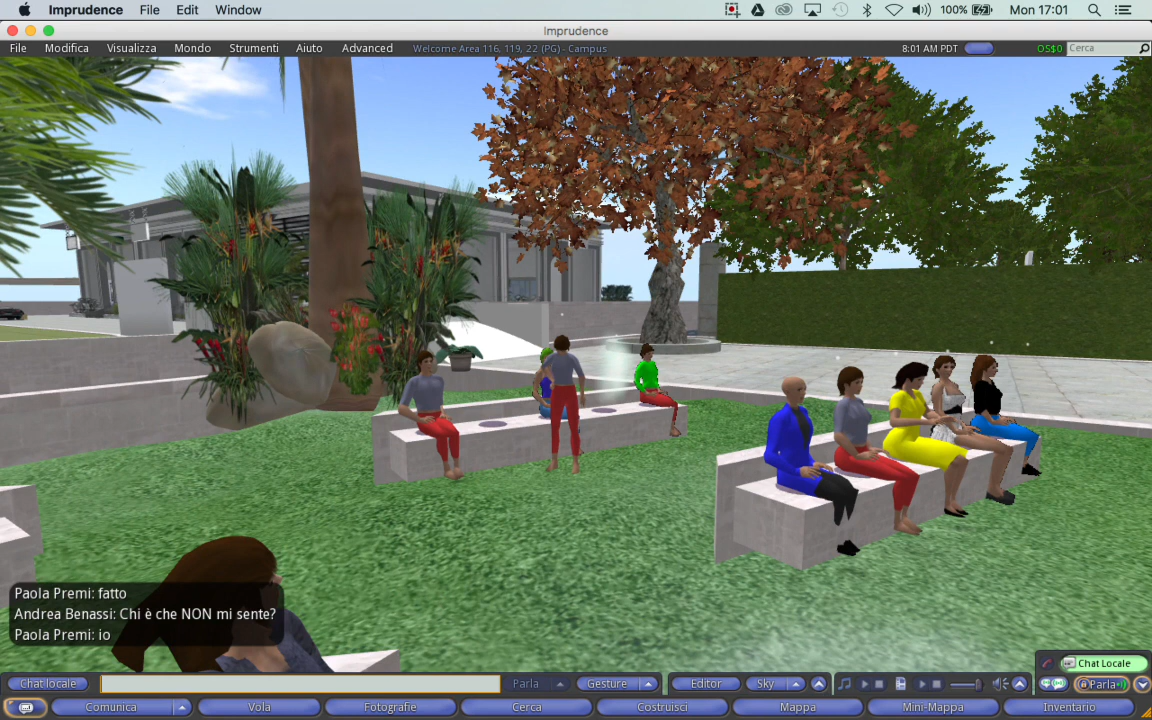 Imprudence File Edit Window 100% Mon 17:01
Imprudence
File Modifica Visualizza Mondo Strumenti Aiuto Advanced Welcome Area 116, 119, 22 (PG) - Campus 8:01 AM PDT OS$0 Cerca
Paola Premi: fatto
Andrea Benassi: Chi è che NON mi sente?
Paola Premi: io
Chat Locale
Chat locale Parla Gesture Editor Sky Parla
Comunica Vola Fotografie Cerca Costruisci Mappa Mini-Mappa Inventario